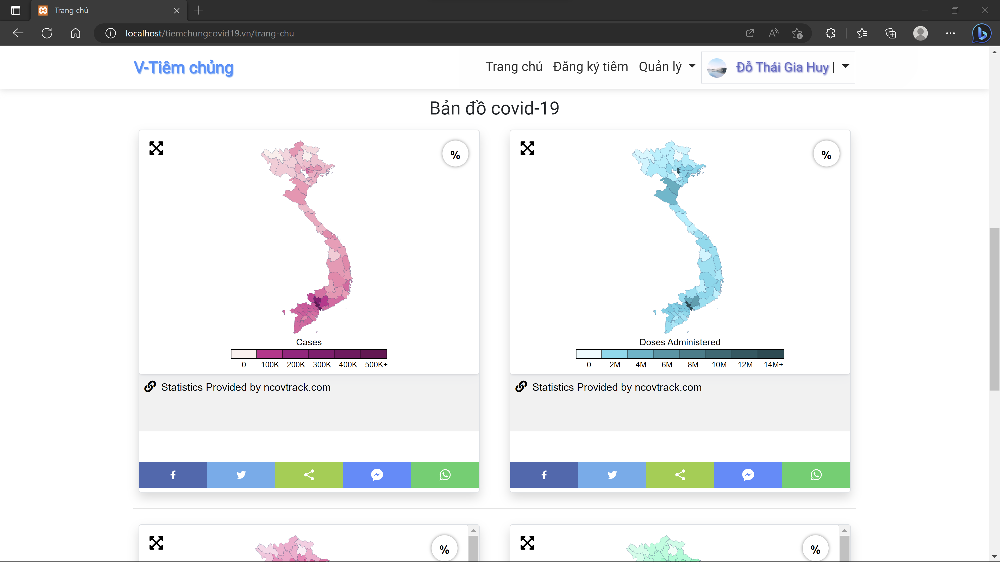 Trang chủ
localhost/tiemchungcovid19.vn/trang-chu
V-Tiêm chủng
Trang chủ Đăng ký tiêm Quản lý Đỗ Thái Gia Huy |
Bản đồ covid-19
%
%
Cases
0 100K 200K 300K 400K 500K+
Doses Administered
0 2M 4M 6M 8M 10M 12M 14M+
Statistics Provided by ncovtrack.com
Statistics Provided by ncovtrack.com
%
%